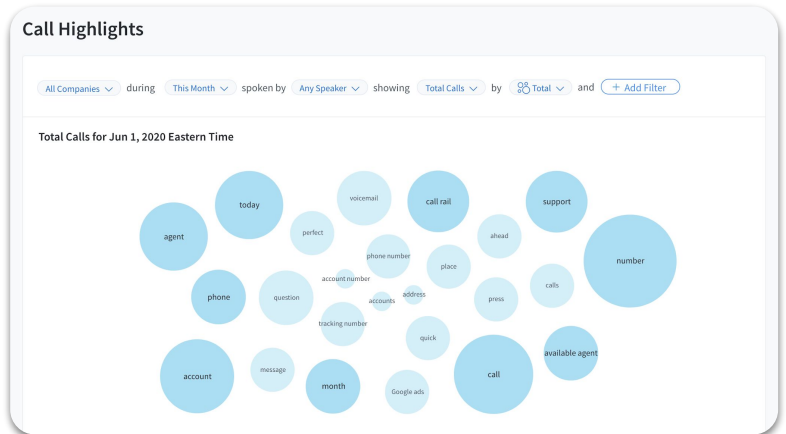 Call Highlights
All Companies during This Month spoken by Any Speaker showing Total Calls by Total and + Add Filter
Total Calls for Jun 1, 2020 Eastern Time
voicemail
call rail
support
today
agent
perfect
ahead
phone number
number
place
account number
calls
address
phone
question
accounts
press
tracking number
quick
available agent
message
account
call
month
Google ads